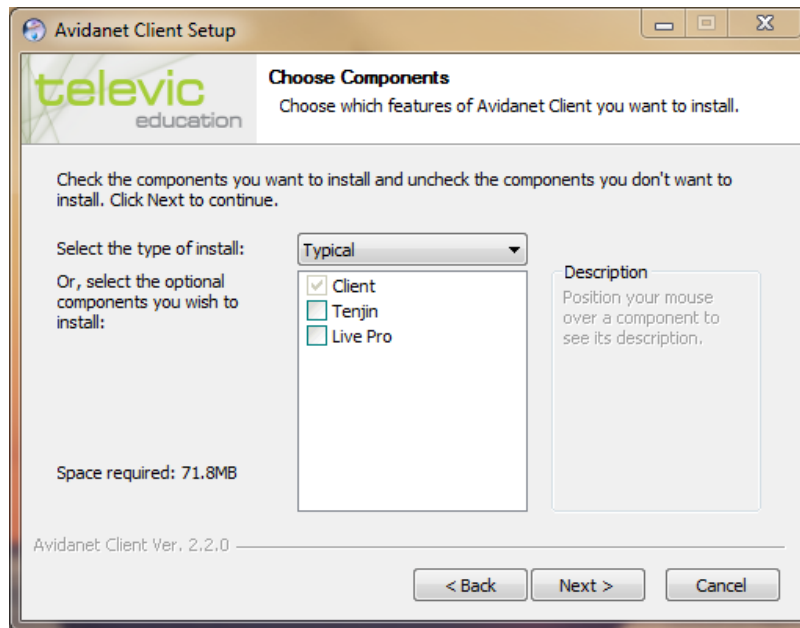 Avidanet Client Setup
televic
education
Choose Components
Choose which features of Avidanet Client you want to install.
Check the components you want to install and uncheck the components you don't want to
install. Click Next to continue.
Select the type of install:
Typical
Or, select the optional
components you wish to
install:
Client
Tenjin
Live Pro
Description
Position your mouse
over a component to
see its description.
Space required: 71.8MB
Avidanet Client Ver. 2.2.0
< Back
Next >
Cancel